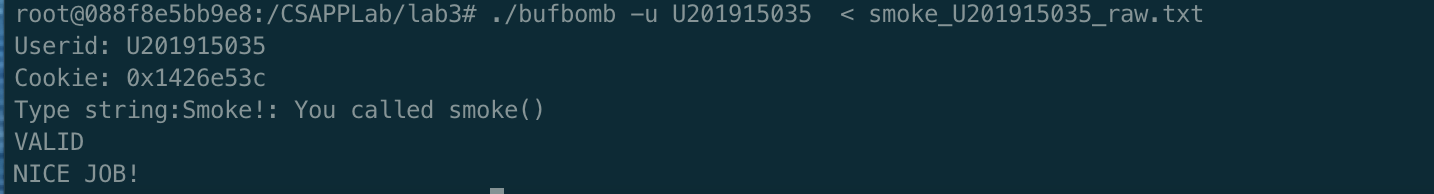 root@088f8e5bb9e8:/CSAPPLab/lab3# ./bufbomb -u U201915035  < smoke_U201915035_raw.txt
Userid: U201915035
Cookie: 0x1426e53c
Type string:Smoke!: You called smoke()
VALID
NICE JOB!